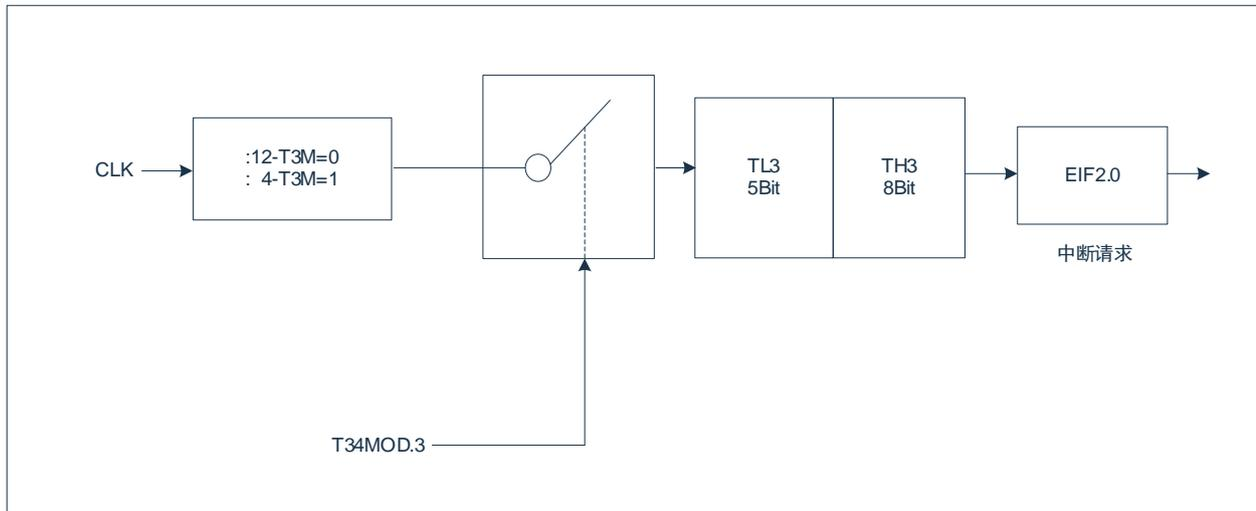 CLK
:12-T3M=0
: 4-T3M=1
TL3
5Bit
TH3
8Bit
EIF2.0
中断请求
T34MOD.3